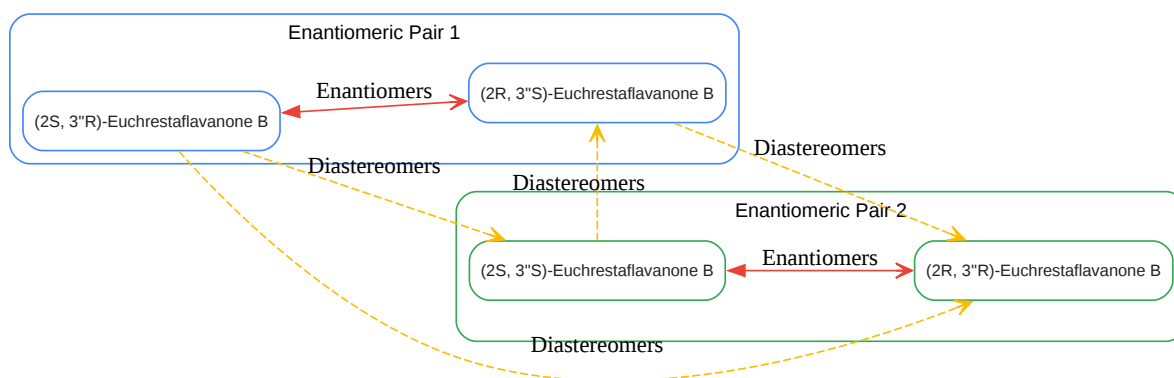 Enantiomeric Pair 1
(2S, 3"R)-Euchrestaflavanone B
Enantiomers
(2R, 3"S)-Euchrestaflavanone B
Diastereomers
Diastereomers
Diastereomers
Enantiomeric Pair 2
(2S, 3"S)-Euchrestaflavanone B
Enantiomers
(2R, 3"R)-Euchrestaflavanone B
Diastereomers